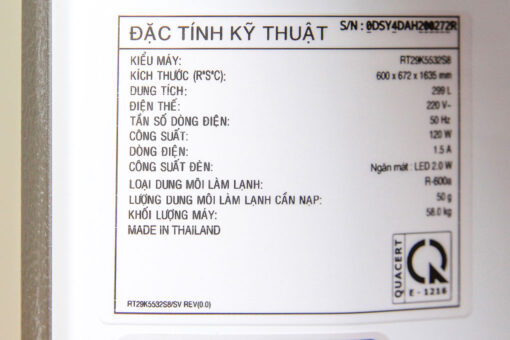 ĐẶC TÍNH KỸ THUẬT S/N : 0DSY4DAH200272R
KIỂU MÁY: RT29K5532S8
KÍCH THƯỚC (R*S*C): 600 x 672 x 1635 mm
DUNG TÍCH: 299 L
ĐIỆN THẾ: 220 V~
TẦN SỐ DÒNG ĐIỆN: 50 Hz
CÔNG SUẤT: 120 W
DÒNG ĐIỆN: 1.5 A
CÔNG SUẤT ĐÈN: Ngăn mát : LED 2.0 W
LOẠI DUNG MÔI LÀM LẠNH: R-600a
LƯỢNG DUNG MÔI LÀM LẠNH CẦN NẠP: 50 g
KHỐI LƯỢNG MÁY: 58.0 kg
MADE IN THAILAND
QUACERT
E - 1216
RT29K5532S8/SV REV(0.0)